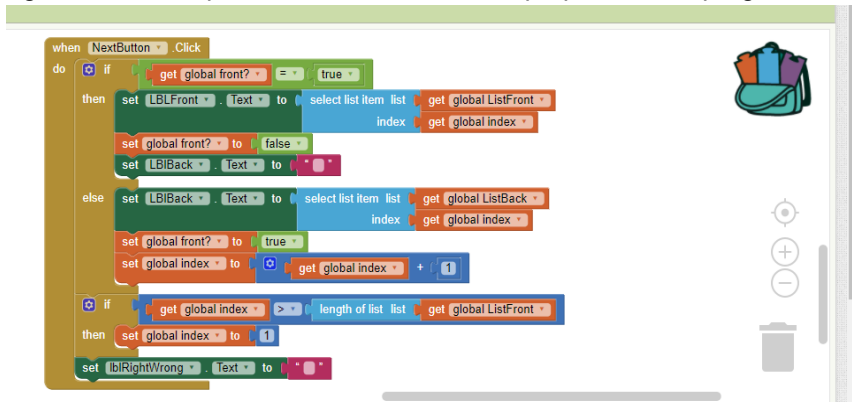 when NextButton .Click
do if get global front? = true
then set LBLFront . Text to select list item list get global ListFront
index get global index
set global front? to false
set LBlBack . Text to " "
else set LBlBack . Text to select list item list get global ListBack
index get global index
set global front? to true
set global index to get global index + 1
if get global index > length of list list get global ListFront
then set global index to 1
set lblRightWrong . Text to " "